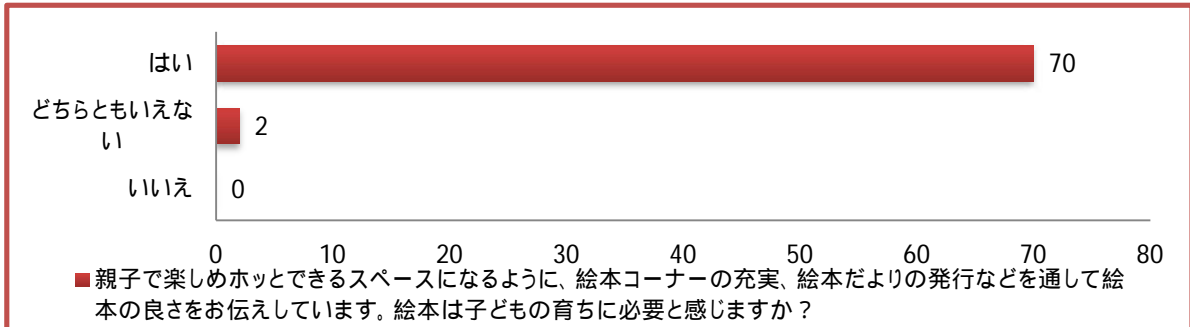 はい
70
どちらともいえな
い
2
いいえ
0
0 10 20 30 40 50 60 70 80
親子で楽しめホッとできるスペースになるように、絵本コーナーの充実、絵本だよりの発行などを通して絵
本の良さをお伝えしています。絵本は子どもの育ちに必要と感じますか？